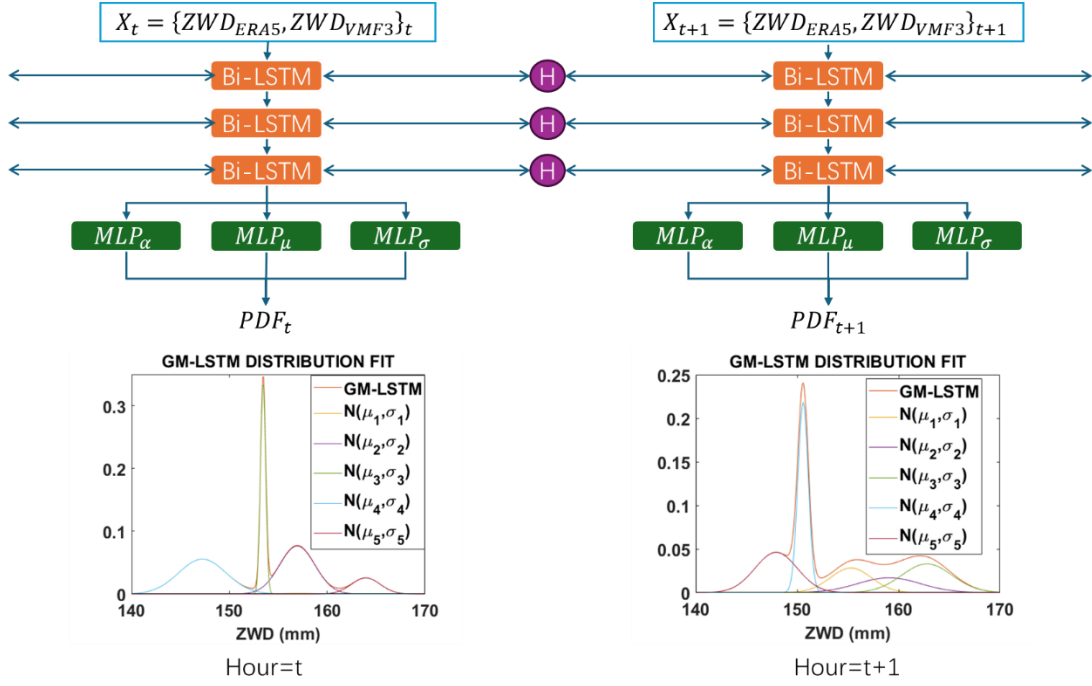 X_t = {ZWD_ERA5, ZWD_VMF3}_t
X_{t+1} = {ZWD_ERA5, ZWD_VMF3}_{t+1}
Bi-LSTM H Bi-LSTM
Bi-LSTM H Bi-LSTM
Bi-LSTM H Bi-LSTM
MLP_α MLP_μ MLP_σ
MLP_α MLP_μ MLP_σ
PDF_t
PDF_{t+1}
GM-LSTM DISTRIBUTION FIT
0.3
0.2
0.1
0
GM-LSTM
N(μ_1,σ_1)
N(μ_2,σ_2)
N(μ_3,σ_3)
N(μ_4,σ_4)
N(μ_5,σ_5)
140 150 160 170
ZWD (mm)
Hour=t
GM-LSTM DISTRIBUTION FIT
0.25
0.2
0.15
0.1
0.05
0
GM-LSTM
N(μ_1,σ_1)
N(μ_2,σ_2)
N(μ_3,σ_3)
N(μ_4,σ_4)
N(μ_5,σ_5)
140 150 160 170
ZWD (mm)
Hour=t+1